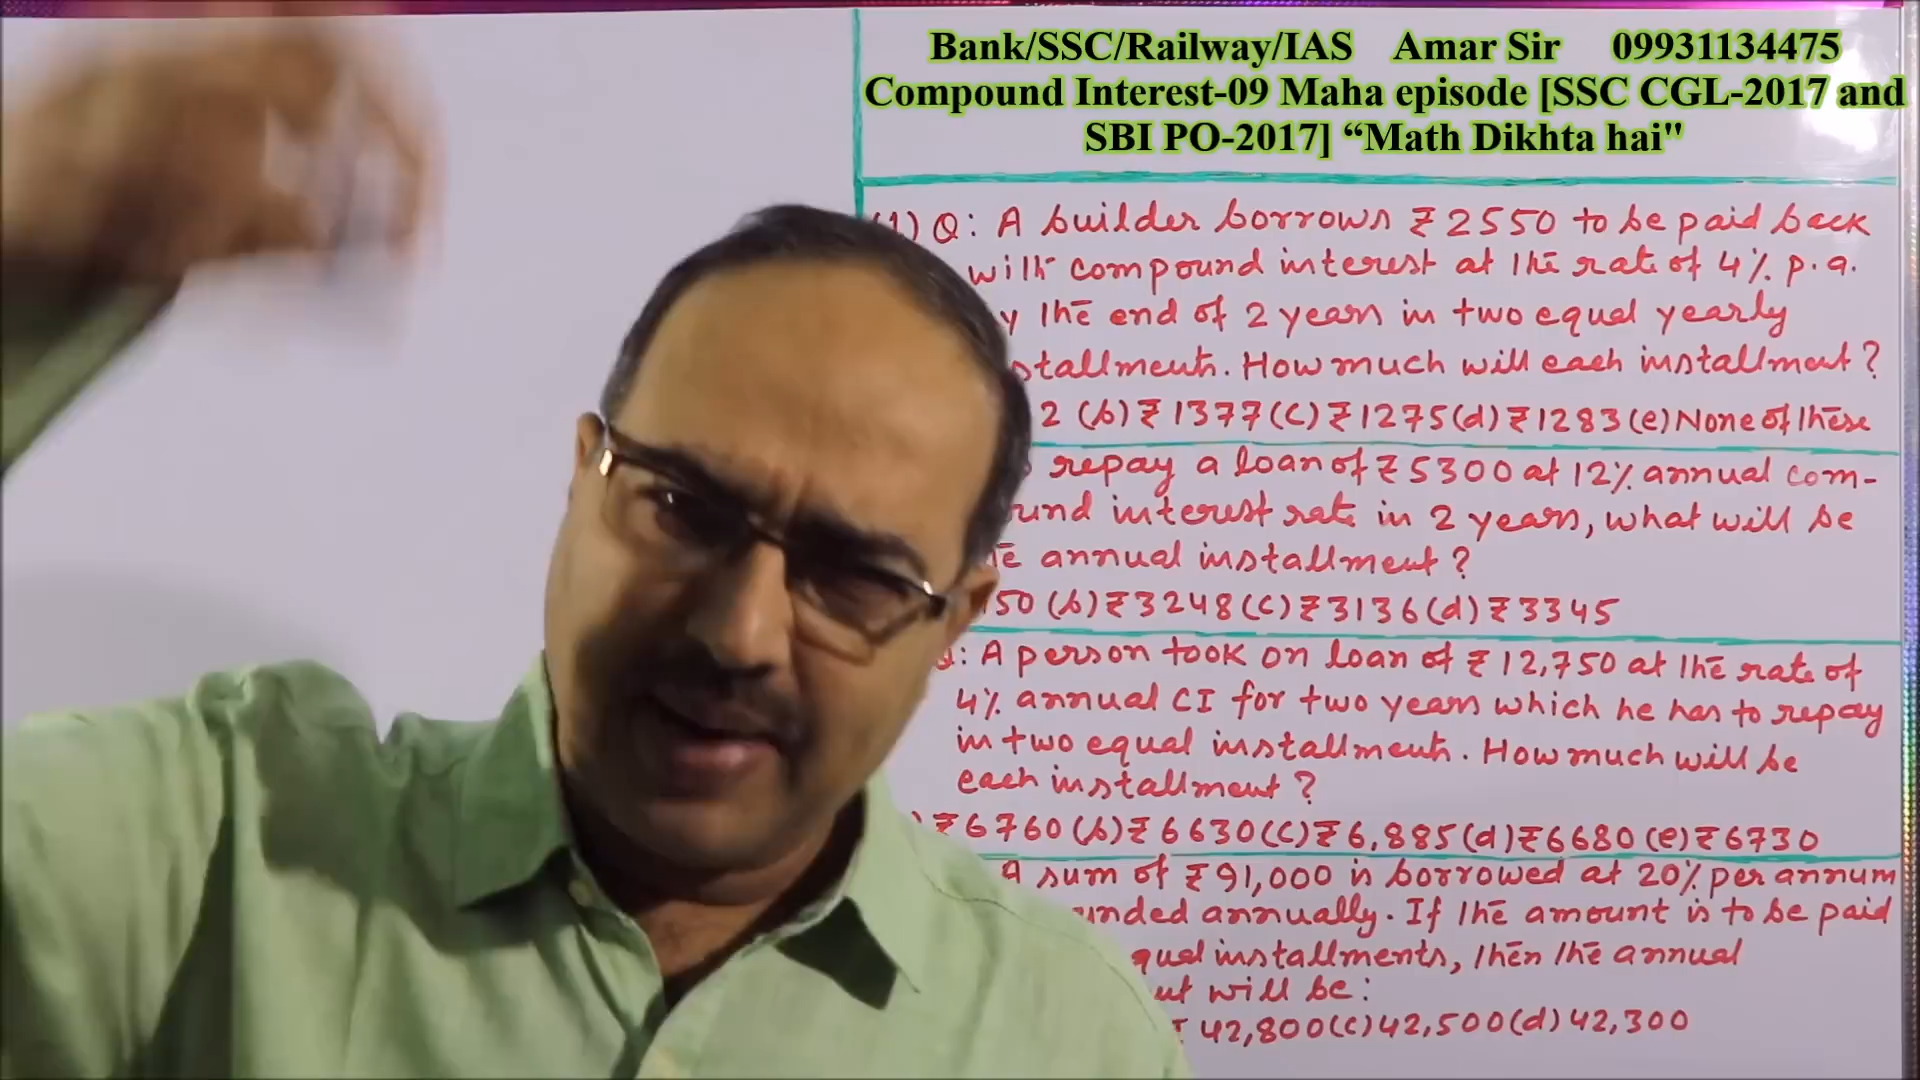 Bank/SSC/Railway/IAS Amar Sir 09931134475
Compound Interest-09 Maha episode [SSC CGL-2017 and
SBI PO-2017] “Math Dikhta hai"
1) Q: A builder borrows ₹2550 to be paid back
with compound interest at the rate of 4% p.a.
y the end of 2 years in two equal yearly
stallments. How much will each installment?
2 (b) ₹1377 (c) ₹1275 (d) ₹1283 (e) None of these
repay a loan of ₹5300 at 12% annual com-
und interest rate in 2 years, what will be
annual installment?
150 (b) ₹3248 (c) ₹3136 (d) ₹3345
Q: A person took on loan of ₹12,750 at the rate of
4% annual CI for two years which he has to repay
in two equal installments. How much will be
each installment?
) ₹6760 (b) ₹6630 (c) ₹6,885 (d) ₹6680 (e) ₹6730
A sum of ₹91,000 is borrowed at 20% per annum
unded annually. If the amount is to be paid
qual installments, then the annual
will be:
₹42,800 (c) 42,500 (d) 42,300